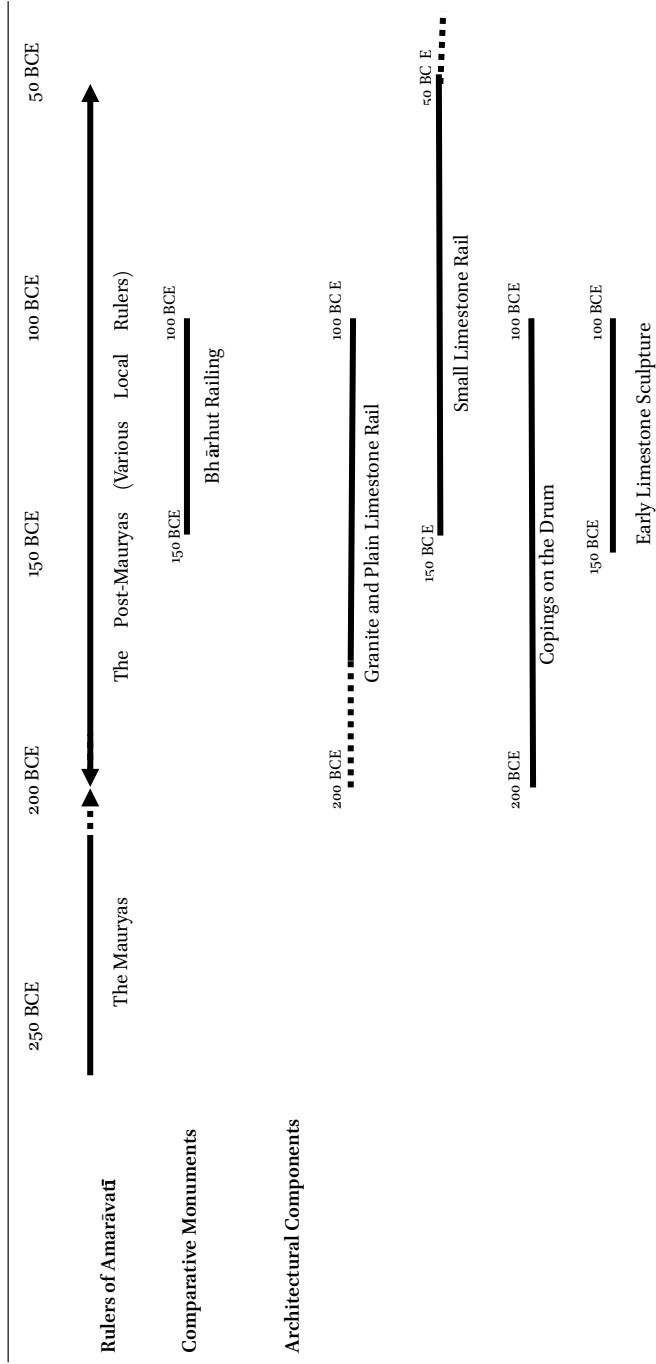 250 BCE 200 BCE 150 BCE 100 BCE 50 BCE
Rulers of Amarāvatī
The Mauryas The Post-Mauryas (Various Local Rulers)
Comparative Monuments
150 BCE 100 BCE
Bhārhut Railing
Architectural Components
200 BCE 100 BC E
Granite and Plain Limestone Rail
150 BC E 50 BC E
Small Limestone Rail
200 BCE 100 BCE
Copings on the Drum
150 BCE 100 BCE
Early Limestone Sculpture